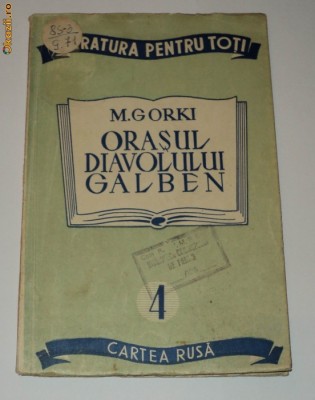 RATURA PENTRU TOȚI
M. GORKI
ORAȘUL
DIAVOLULUI
GALBEN
4
CARTEA RUSĂ